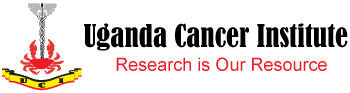 Uganda Cancer Institute
Research is Our Resource
U C I